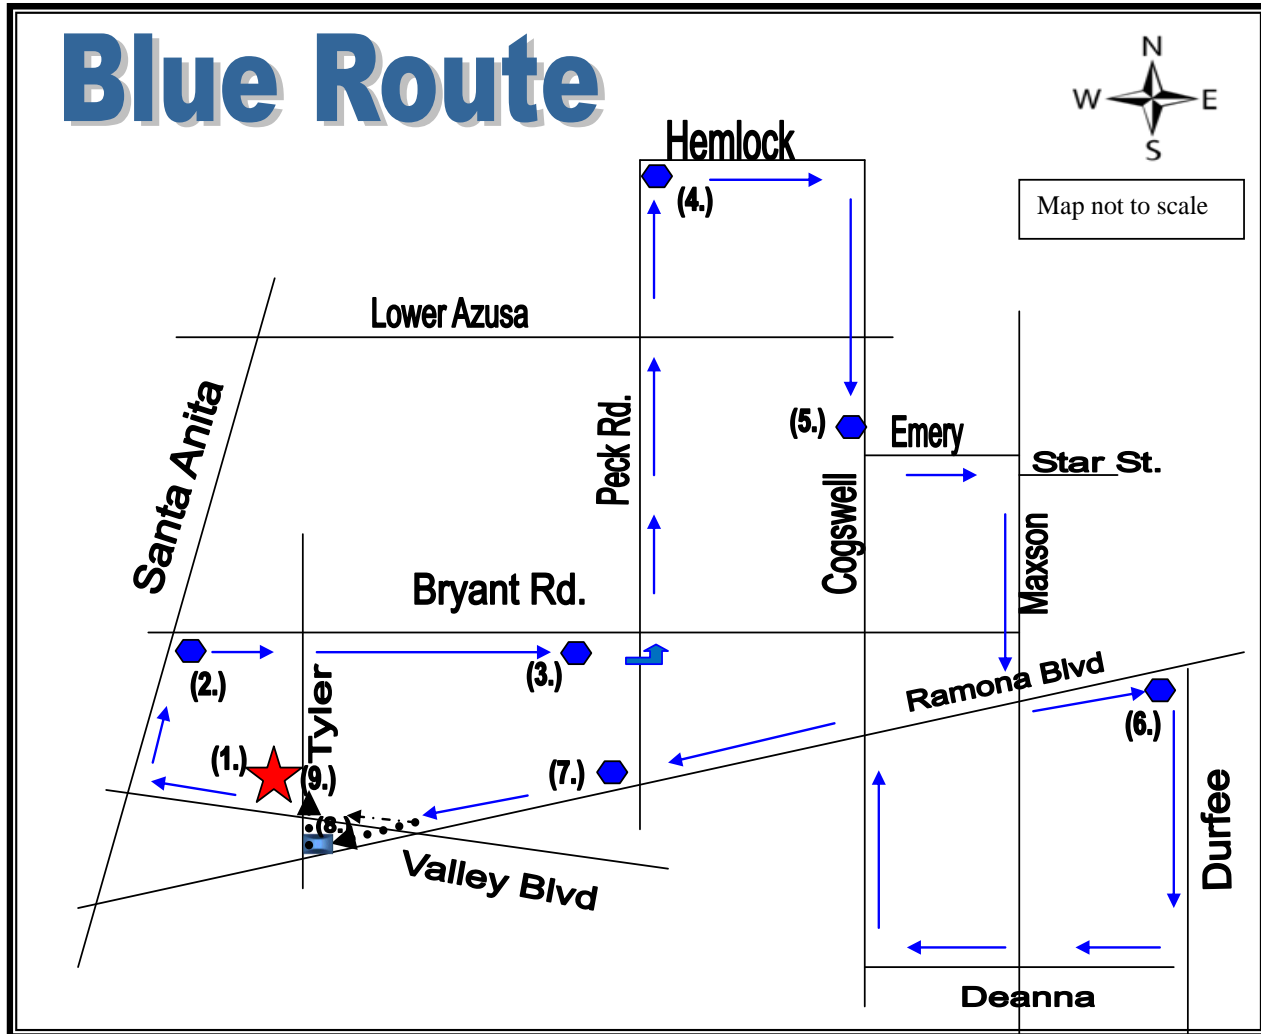 Blue Route
N
W E
S
Map not to scale
Hemlock
(4.)
Lower Azusa
Santa Anita
Peck Rd.
(5.)
Emery
Star St.
Cogswell
Maxson
Bryant Rd.
(2.)
(3.)
Tyler
Ramona Blvd
(6.)
(1.)
(9.)
(7.)
(8.)
Valley Blvd
Durfee
Deanna